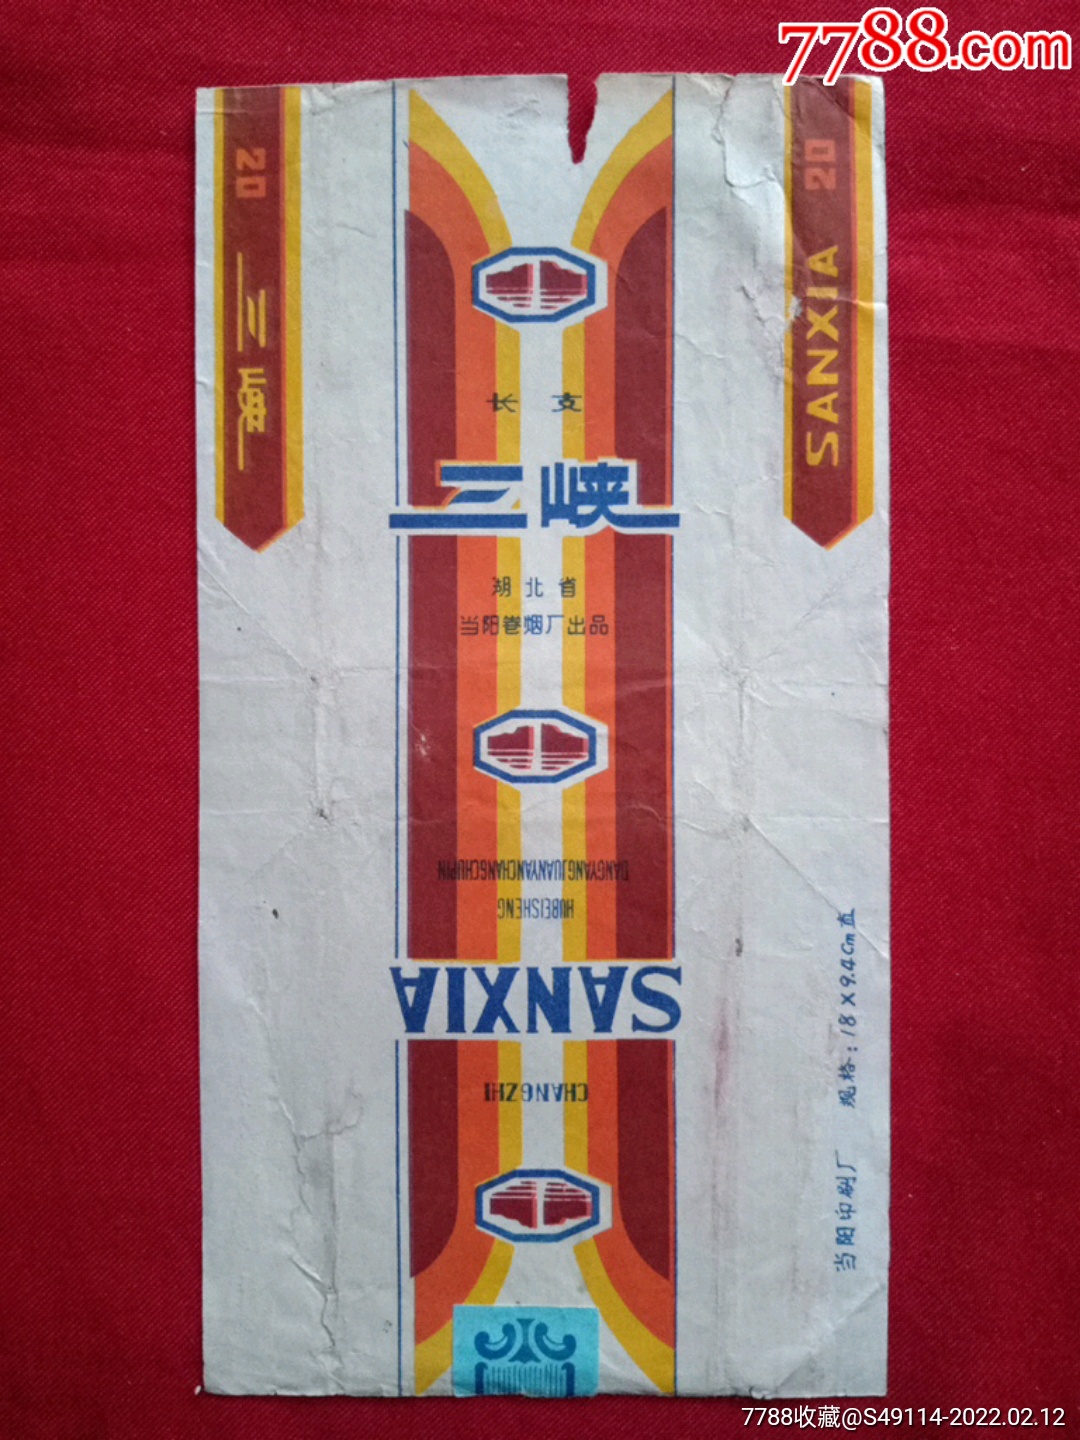 7788.com
20
三峡
20
SANXIA
长 支
三峡
湖北省
当阳卷烟厂出品
DANGYANGJUANYANCHANGCHUPIN
HUBEISHENG
SANXIA
CHANGZHI
当阳印刷厂 规格:18×9.4Cm直
7788收藏@S49114-2022.02.12